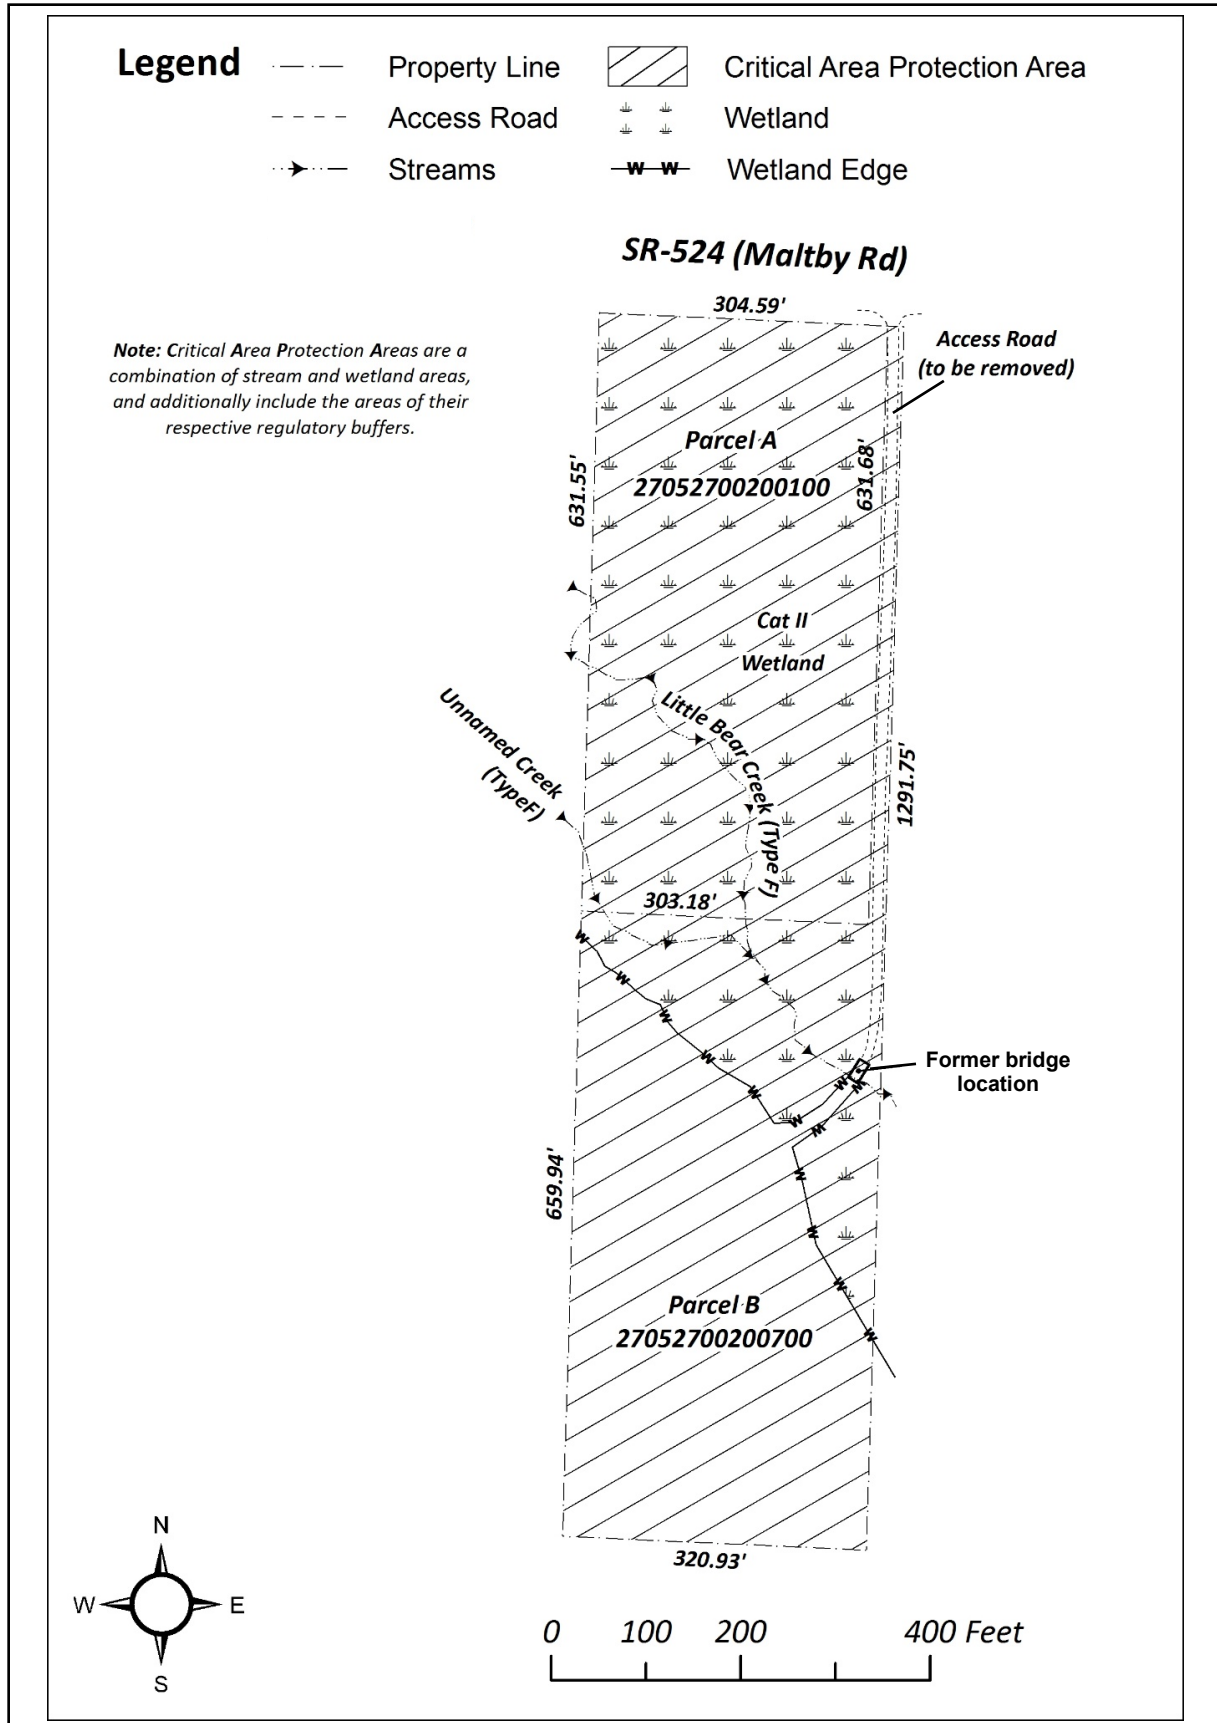 Legend
Property Line
Critical Area Protection Area
Access Road
Wetland
Streams
W W
Wetland Edge
SR-524 (Maltby Rd)
304.59'
Note: Critical Area Protection Areas are a
combination of stream and wetland areas,
and additionally include the areas of their
respective regulatory buffers.
Access Road
(to be removed)
Parcel A
27052700200100
631.55'
631.68'
Cat II
Wetland
Unnamed Creek
(TypeF)
Little Bear Creek (Type F)
1291.75'
303.18'
W
W
W
W
W
W
W
W
W
W
W
W
W
Former bridge
location
659.94'
Parcel B
27052700200700
320.93'
N
W
E
S
0 100 200 400 Feet